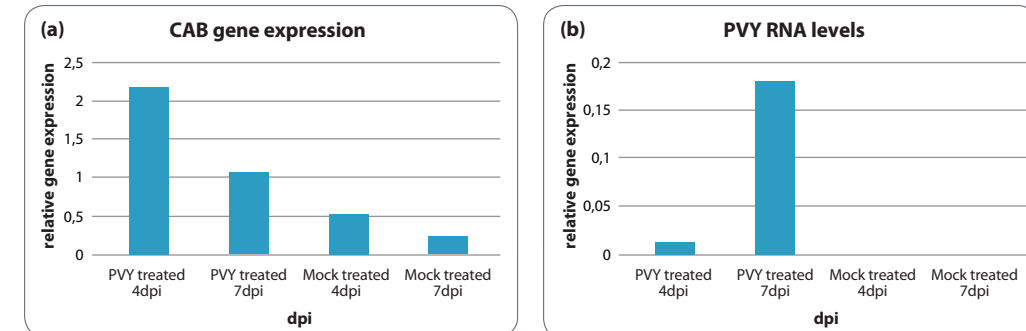 (a) CAB gene expression
relative gene expression
2,5
2
1,5
1
0,5
0
PVY treated
4dpi
PVY treated
7dpi
Mock treated
4dpi
Mock treated
7dpi
dpi
(b) PVY RNA levels
relative gene expression
0,2
0,15
0,1
0,05
0
PVY treated
4dpi
PVY treated
7dpi
Mock treated
4dpi
Mock treated
7dpi
dpi